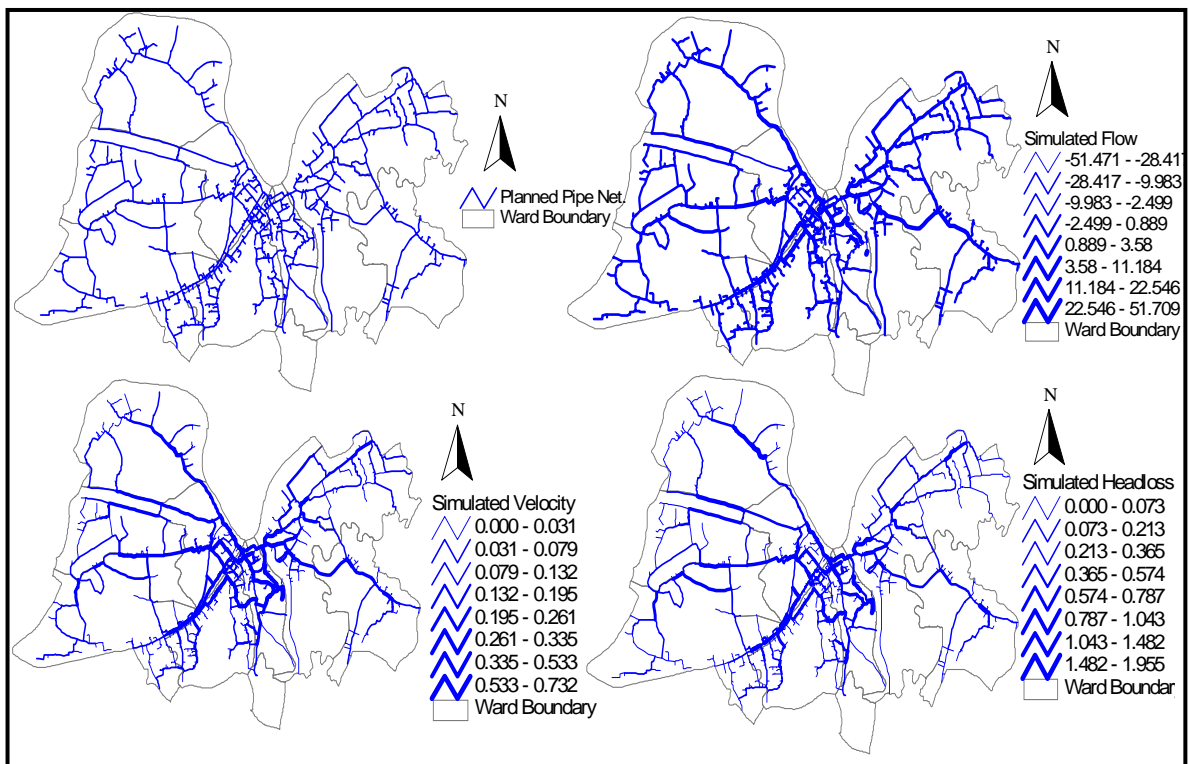 N
Planned Pipe Net.
Ward Boundary
N
Simulated Flow
-51.471 - -28.417
-28.417 - -9.983
-9.983 - -2.499
-2.499 - 0.889
0.889 - 3.58
3.58 - 11.184
11.184 - 22.546
22.546 - 51.709
Ward Boundary
N
Simulated Velocity
0.000 - 0.031
0.031 - 0.079
0.079 - 0.132
0.132 - 0.195
0.195 - 0.261
0.261 - 0.335
0.335 - 0.533
0.533 - 0.732
Ward Boundary
N
Simulated Headloss
0.000 - 0.073
0.073 - 0.213
0.213 - 0.365
0.365 - 0.574
0.574 - 0.787
0.787 - 1.043
1.043 - 1.482
1.482 - 1.955
Ward Boundar